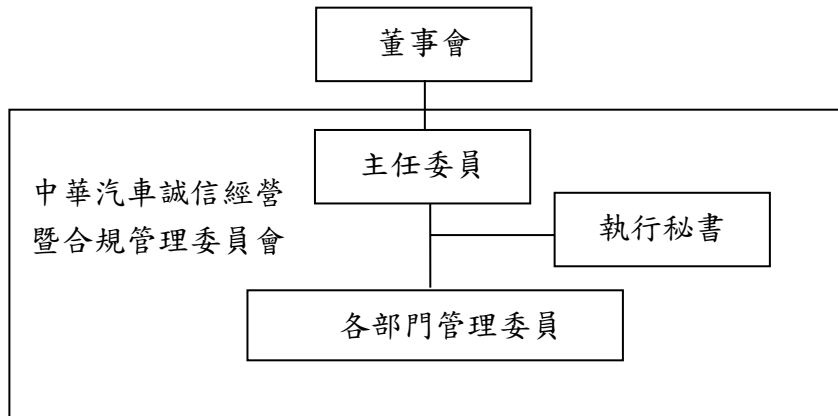 董事會
主任委員
中華汽車誠信經營
暨合規管理委員會
執行秘書
各部門管理委員